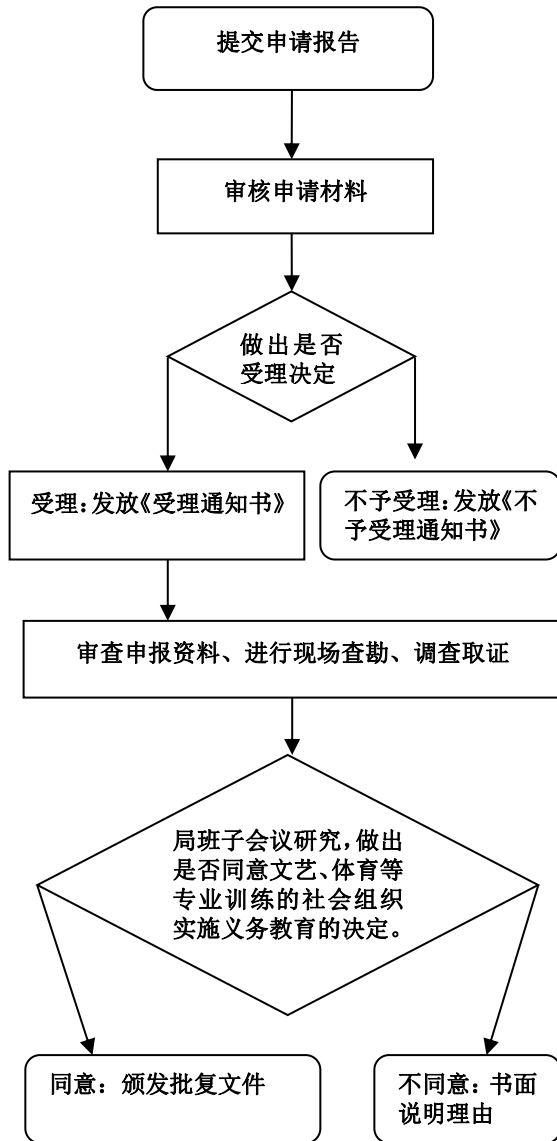 提交申请报告
审核申请材料
做出是否
受理决定
受理：发放《受理通知书》
不予受理：发放《不
予受理通知书》
审查申报资料、进行现场查勘、调查取证
局班子会议研究，做出
是否同意文艺、体育等
专业训练的社会组织
实施义务教育的决定。
同意：颁发批复文件
不同意：书面
说明理由